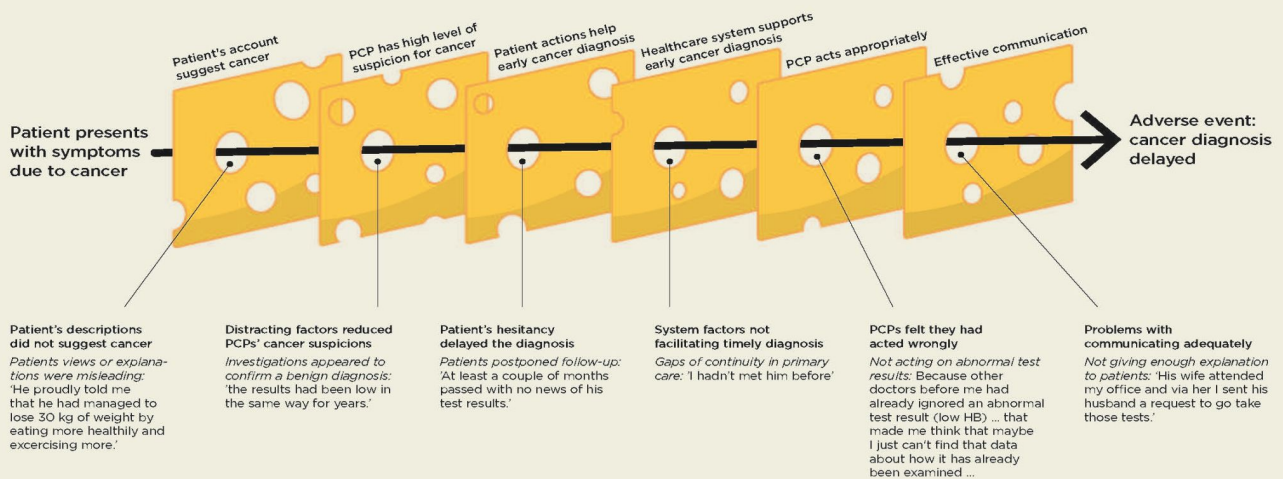 Patient's account
suggest cancer
PCP has high level of
suspicion for cancer
Patient actions help
early cancer diagnosis
Healthcare system supports
early cancer diagnosis
PCP acts appropriately
Effective communication
Patient presents
with symptoms
due to cancer
Adverse event:
cancer diagnosis
delayed
Patient's descriptions
did not suggest cancer
Patients views or explana-
tions were misleading:
'He proudly told me
that he had managed to
lose 30 kg of weight by
eating more healthily and
excercising more.'
Distracting factors reduced
PCPs' cancer suspicions
Investigations appeared to
confirm a benign diagnosis:
'the results had been low in
the same way for years.'
Patient's hesitancy
delayed the diagnosis
Patients postponed follow-up:
'At least a couple of months
passed with no news of his
test results.'
System factors not
facilitating timely diagnosis
Gaps of continuity in primary
care: 'I hadn't met him before'
PCPs felt they had
acted wrongly
Not acting on abnormal test
results: Because other
doctors before me had
already ignored an abnormal
test result (low HB) ... that
made me think that maybe
I just can't find that data
about how it has already
been examined ...
Problems with
communicating adequately
Not giving enough explanation
to patients: 'His wife attended
my office and via her I sent his
husband a request to go take
those tests.'